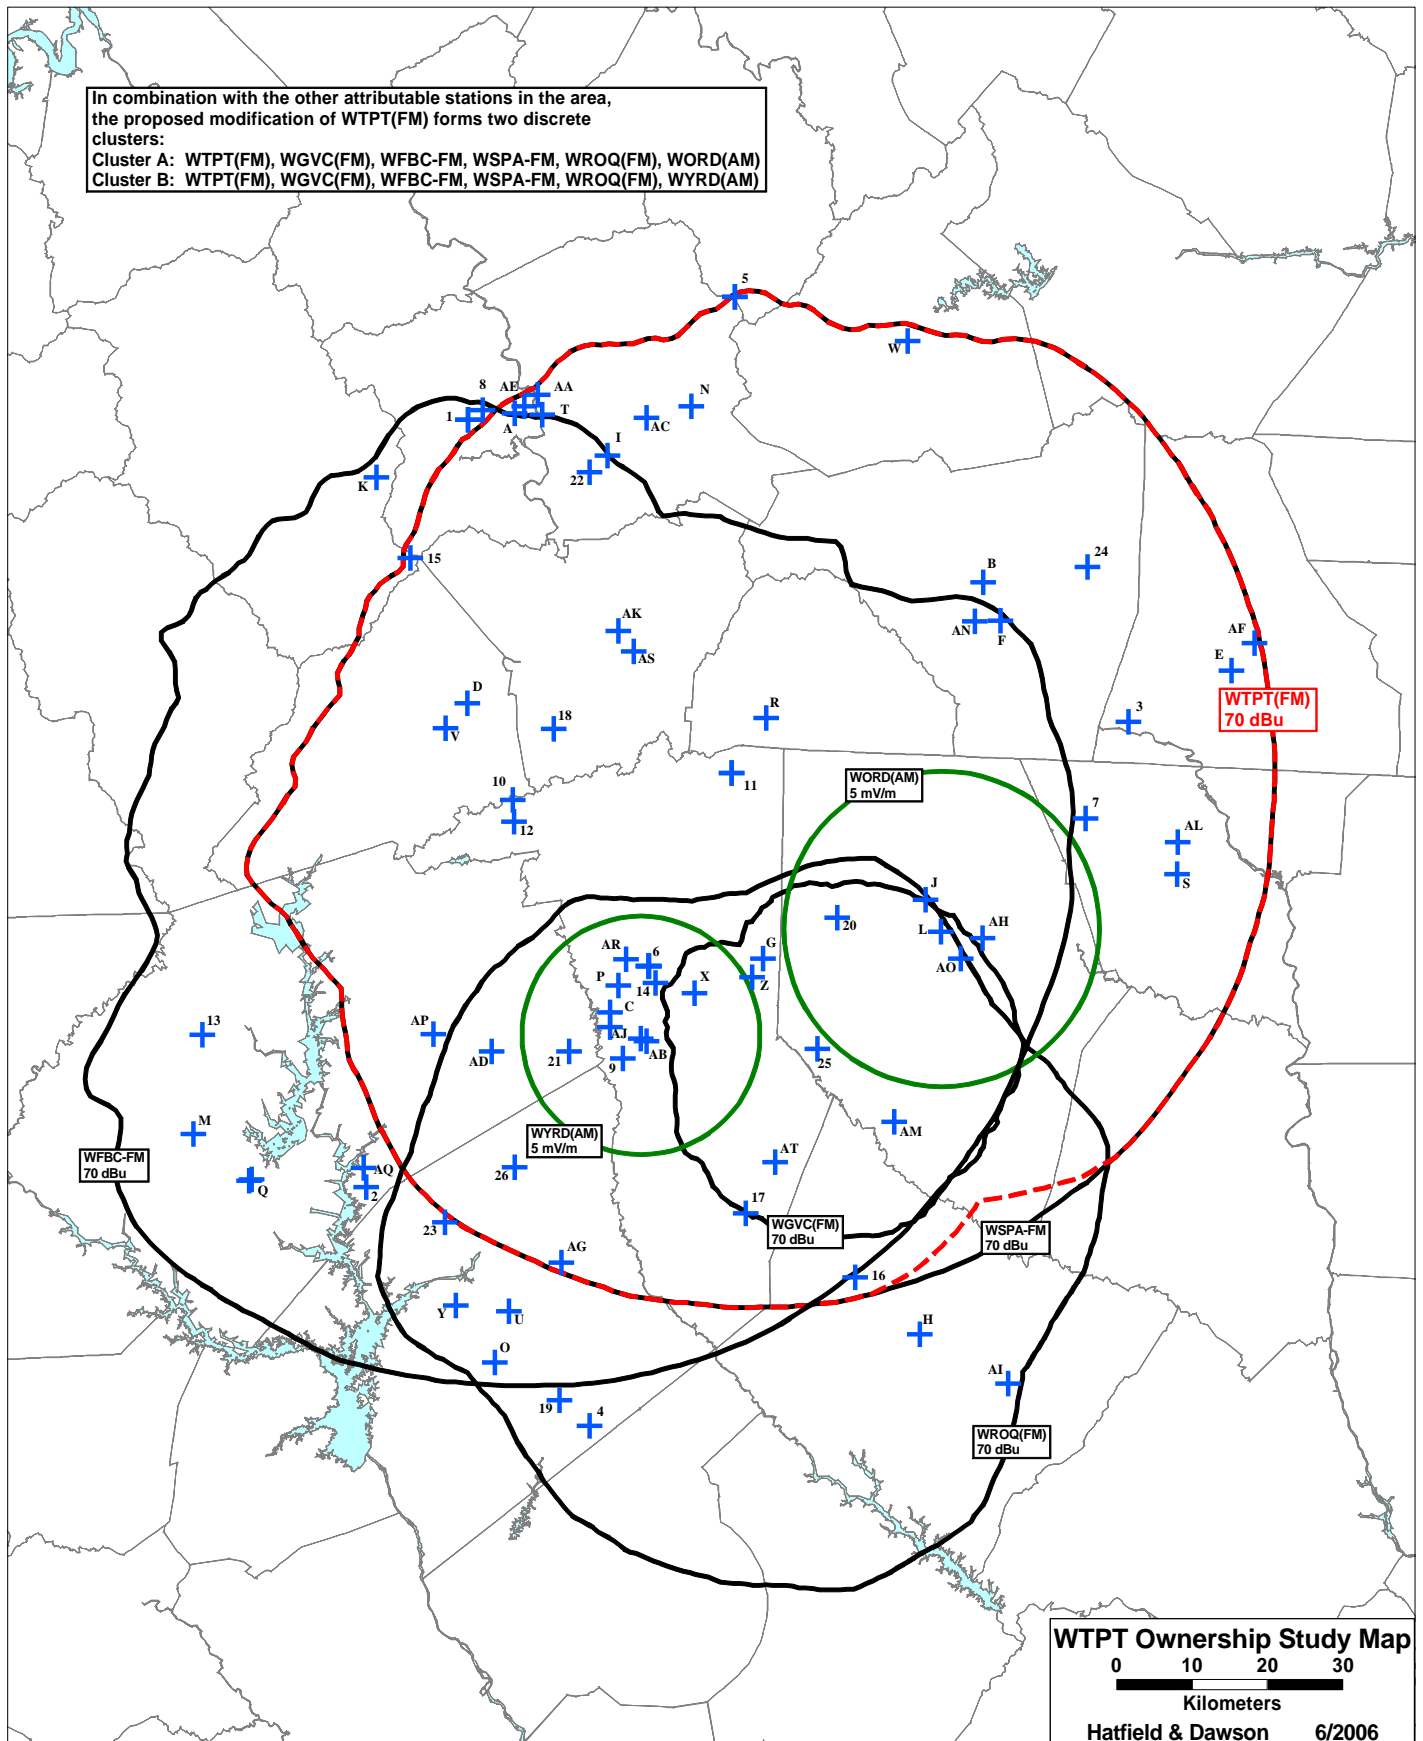 In combination with the other attributable stations in the area,
the proposed modification of WTPT(FM) forms two discrete
clusters:
Cluster A: WTPT(FM), WGVC(FM), WFBC-FM, WSPA-FM, WROQ(FM), WORD(AM)
Cluster B: WTPT(FM), WGVC(FM), WFBC-FM, WSPA-FM, WROQ(FM), WYRD(AM)
5
W
8
AE
AA
N
1
A
T
AC
I
22
K
15
24
B
AN
F
AK
AS
AF
E
WTPT(FM)
70 dBu
D
V
18
R
3
11
WORD(AM)
5 mV/m
10
12
7
AL
S
J
20
L
AH
AO
AR
6
G
P
14
X
Z
C
13
AP
AJ
AB
AD
21
9
25
M
AM
WYRD(AM)
5 mV/m
WFBC-FM
70 dBu
AQ
2
Q
26
AT
17
23
WGVC(FM)
70 dBu
WSPA-FM
70 dBu
AG
16
Y
U
H
O
AI
19
4
WROQ(FM)
70 dBu
WTPT Ownership Study Map
0 10 20 30
Kilometers
Hatfield & Dawson 6/2006